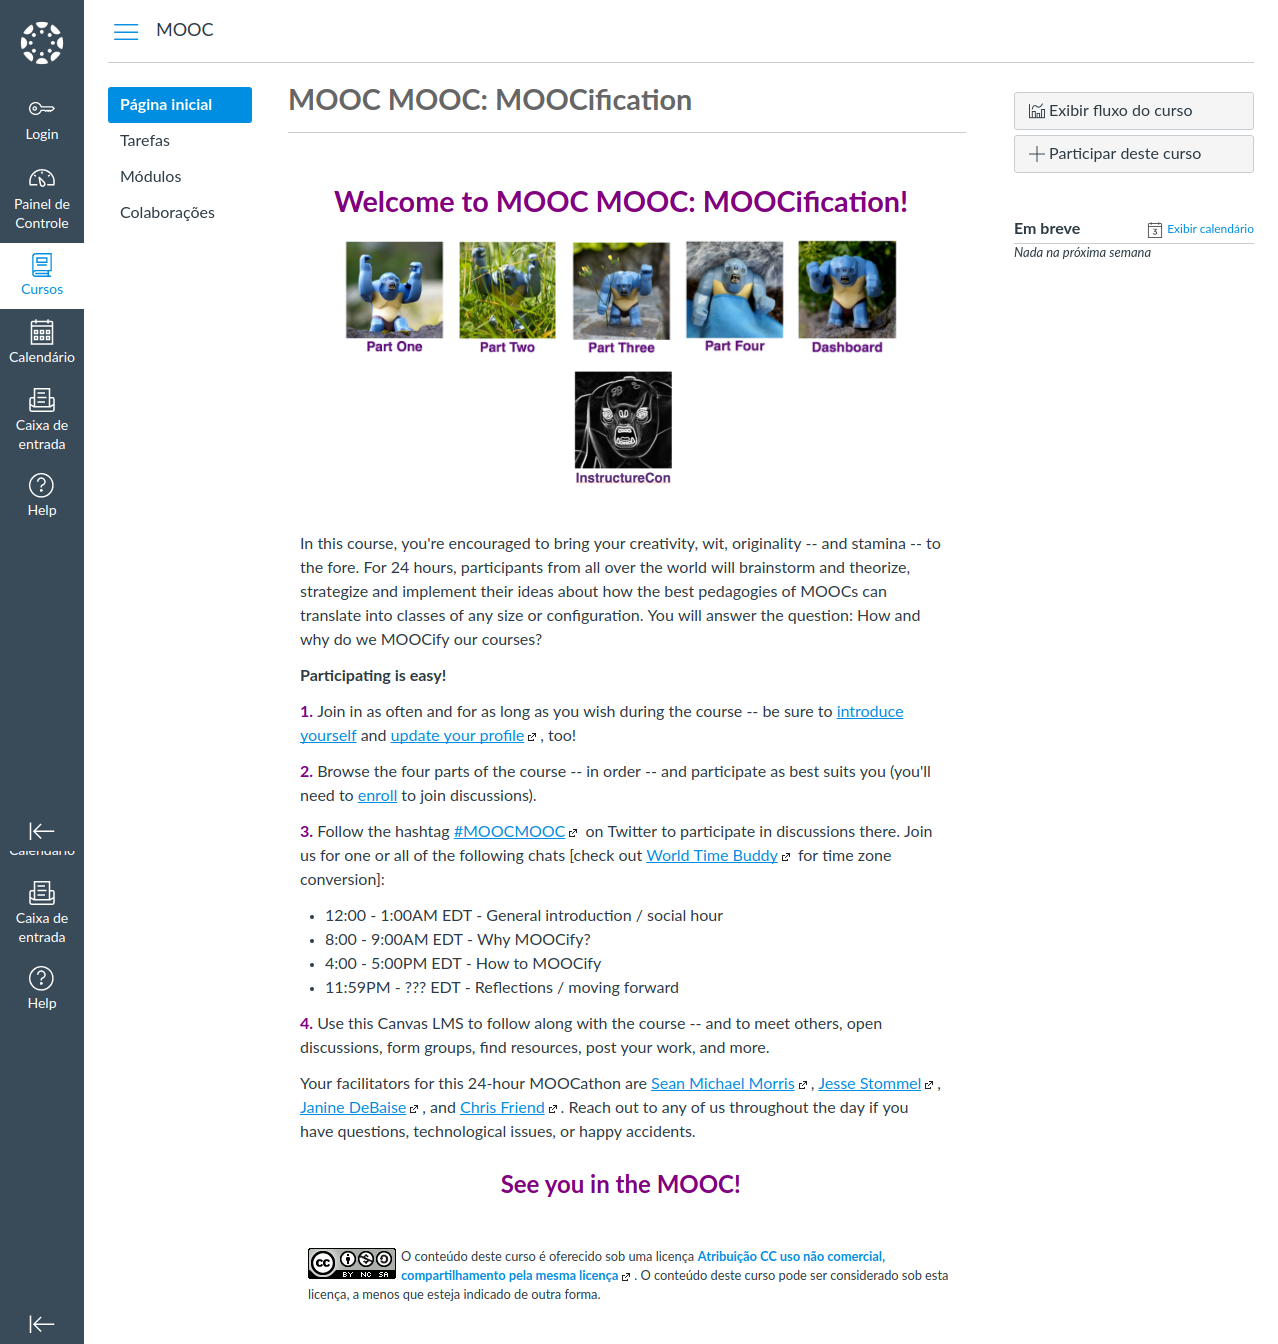 MOOC
Login
Painel de
Controle
Cursos
Calendário
Caixa de
entrada
Help
Calendário
Caixa de
entrada
Help
Página inicial
Tarefas
Módulos
Colaborações
MOOC MOOC: MOOCification
Welcome to MOOC MOOC: MOOCification!
Part One Part Two Part Three Part Four Dashboard
InstructureCon
In this course, you're encouraged to bring your creativity, wit, originality -- and stamina -- to
the fore. For 24 hours, participants from all over the world will brainstorm and theorize,
strategize and implement their ideas about how the best pedagogies of MOOCs can
translate into classes of any size or configuration. You will answer the question: How and
why do we MOOCify our courses?
Participating is easy!
1. Join in as often and for as long as you wish during the course -- be sure to introduce
yourself and update your profile , too!
2. Browse the four parts of the course -- in order -- and participate as best suits you (you'll
need to enroll to join discussions).
3. Follow the hashtag #MOOCMOOC on Twitter to participate in discussions there. Join
us for one or all of the following chats [check out World Time Buddy for time zone
conversion]:
• 12:00 - 1:00AM EDT - General introduction / social hour
• 8:00 - 9:00AM EDT - Why MOOCify?
• 4:00 - 5:00PM EDT - How to MOOCify
• 11:59PM - ??? EDT - Reflections / moving forward
4. Use this Canvas LMS to follow along with the course -- and to meet others, open
discussions, form groups, find resources, post your work, and more.
Your facilitators for this 24-hour MOOCathon are Sean Michael Morris , Jesse Stommel ,
Janine DeBaise , and Chris Friend . Reach out to any of us throughout the day if you
have questions, technological issues, or happy accidents.
See you in the MOOC!
cc BY NC SA
O conteúdo deste curso é oferecido sob uma licença Atribuição CC uso não comercial,
compartilhamento pela mesma licença . O conteúdo deste curso pode ser considerado sob esta
licença, a menos que esteja indicado de outra forma.
Exibir fluxo do curso
Participar deste curso
Em breve 3 Exibir calendário
Nada na próxima semana